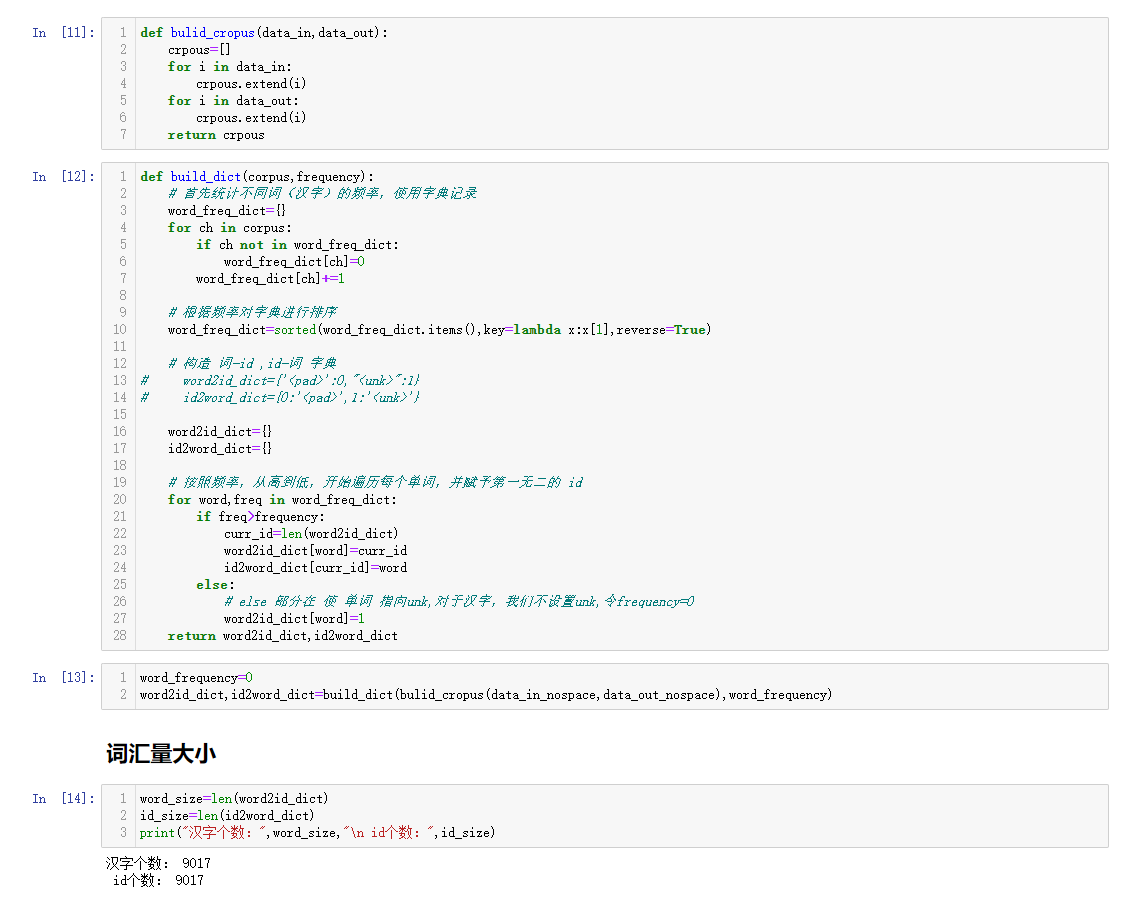 In [11]:
1 def bulid_cropus(data_in,data_out):
2     crpous=[]
3     for i in data_in:
4         crpous.extend(i)
5     for i in data_out:
6         crpous.extend(i)
7     return crpous
In [12]:
1 def build_dict(corpus,frequency):
2     # 首先统计不同词（汉字）的频率，使用字典记录
3     word_freq_dict={}
4     for ch in corpus:
5         if ch not in word_freq_dict:
6             word_freq_dict[ch]=0
7         word_freq_dict[ch]+=1
8
9     # 根据频率对字典进行排序
10     word_freq_dict=sorted(word_freq_dict.items(),key=lambda x:x[1],reverse=True)
11
12     # 构造 词-id ,id-词 字典
13 #     word2id_dict={'<pad>':0,"<unk>":1}
14 #     id2word_dict={0:'<pad>',1:'<unk>'}
15
16     word2id_dict={}
17     id2word_dict={}
18
19     # 按照频率，从高到低，开始遍历每个单词，并赋予第一无二的 id
20     for word,freq in word_freq_dict:
21         if freq>frequency:
22             curr_id=len(word2id_dict)
23             word2id_dict[word]=curr_id
24             id2word_dict[curr_id]=word
25         else:
26             # else 部分在 使 单词 指向unk,对于汉字，我们不设置unk,令frequency=0
27             word2id_dict[word]=1
28     return word2id_dict,id2word_dict
In [13]:
1 word_frequency=0
2 word2id_dict,id2word_dict=build_dict(bulid_cropus(data_in_nospace,data_out_nospace),word_frequency)
词汇量大小
In [14]:
1 word_size=len(word2id_dict)
2 id_size=len(id2word_dict)
3 print("汉字个数：",word_size,"\n id个数：",id_size)
汉字个数： 9017
 id个数： 9017